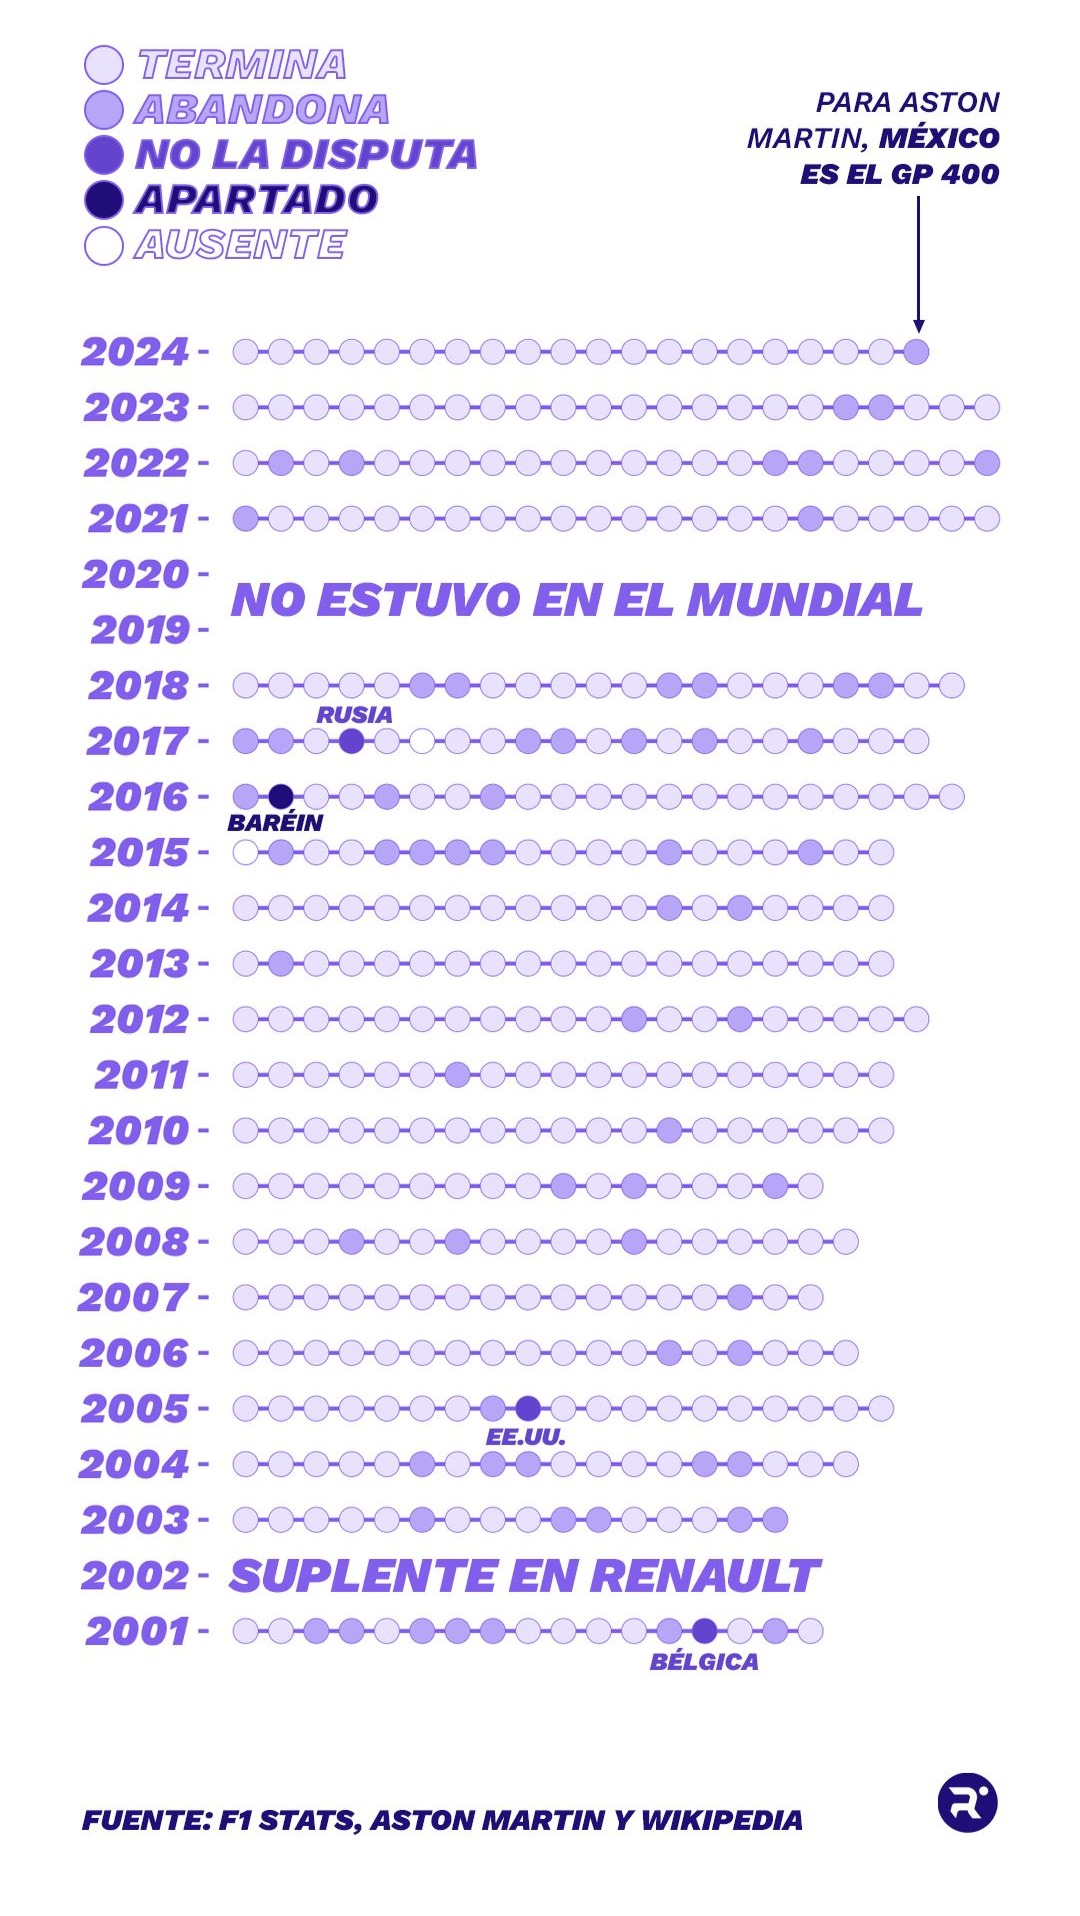 TERMINA
ABANDONA
NO LA DISPUTA
APARTADO
AUSENTE
PARA ASTON
MARTIN, MÉXICO
ES EL GP 400
2024 -
2023 -
2022 -
2021 -
2020 -
NO ESTUVO EN EL MUNDIAL
2019 -
2018 -
RUSIA
2017 -
2016 -
BARÉIN
2015 -
2014 -
2013 -
2012 -
2011 -
2010 -
2009 -
2008 -
2007 -
2006 -
2005 -
EE.UU.
2004 -
2003 -
2002 - SUPLENTE EN RENAULT
2001 -
BÉLGICA
FUENTE: F1 STATS, ASTON MARTIN Y WIKIPEDIA